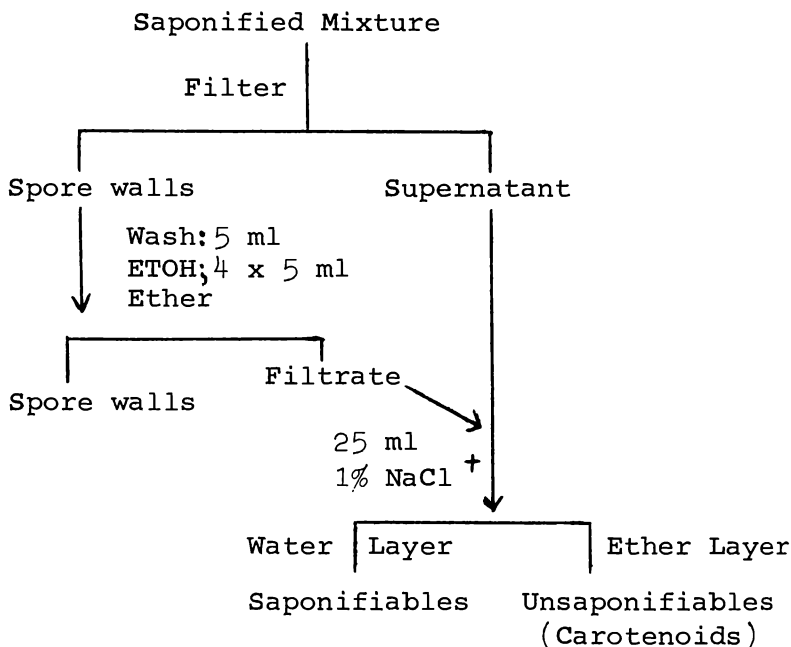 Saponified Mixture
Filter
Spore walls
Supernatant
Wash: 5 ml
ETOH; 4 x 5 ml
Ether
Spore walls
Filtrate
25 ml
1% NaCl +
Water Layer
Ether Layer
Saponifiables
Unsaponifiables
(Carotenoids)